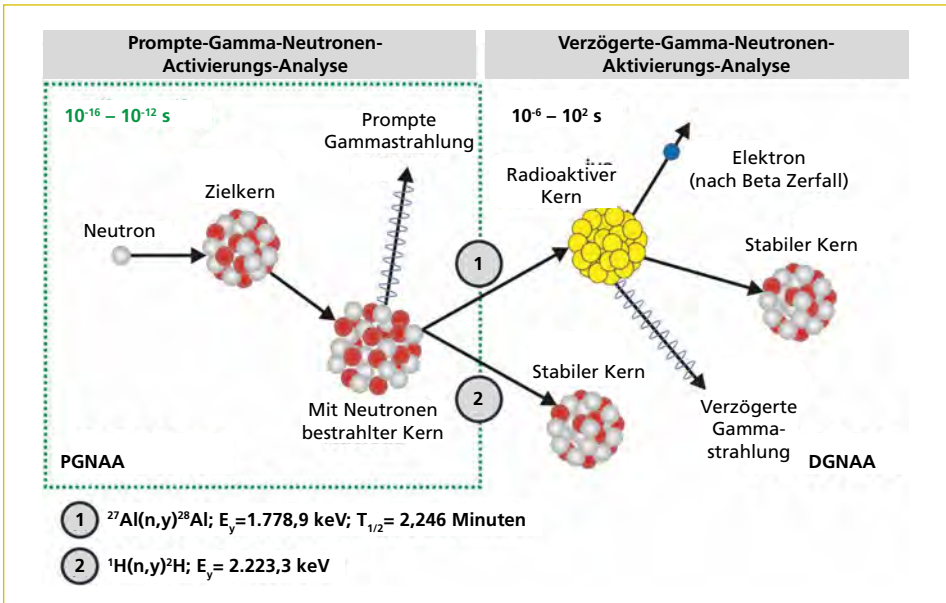 Prompte-Gamma-Neutronen-
Activierungs-Analyse
Verzögerte-Gamma-Neutronen-
Aktivierungs-Analyse
10⁻¹⁶ – 10⁻¹² s
Prompte
Gammastrahlung
Zielkern
Neutron
Mit Neutronen
bestrahlter Kern
PGNAA
1
2
10⁻⁶ – 10² s
Radioaktiver
Kern
Elektron
(nach Beta Zerfall)
Stabiler Kern
Stabiler Kern
Verzögerte
Gamma-
strahlung
DGNAA
1 ²⁷Al(n,y)²⁸Al; Ey=1.778,9 keV; T1/2= 2,246 Minuten
2 ¹H(n,y)²H; Ey= 2.223,3 keV